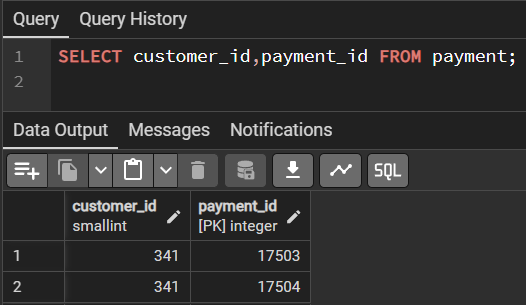 Query Query History
1 SELECT customer_id,payment_id FROM payment;
2
Data Output Messages Notifications
SQL
customer_id payment_id
smallint [PK] integer
1 341 17503
2 341 17504